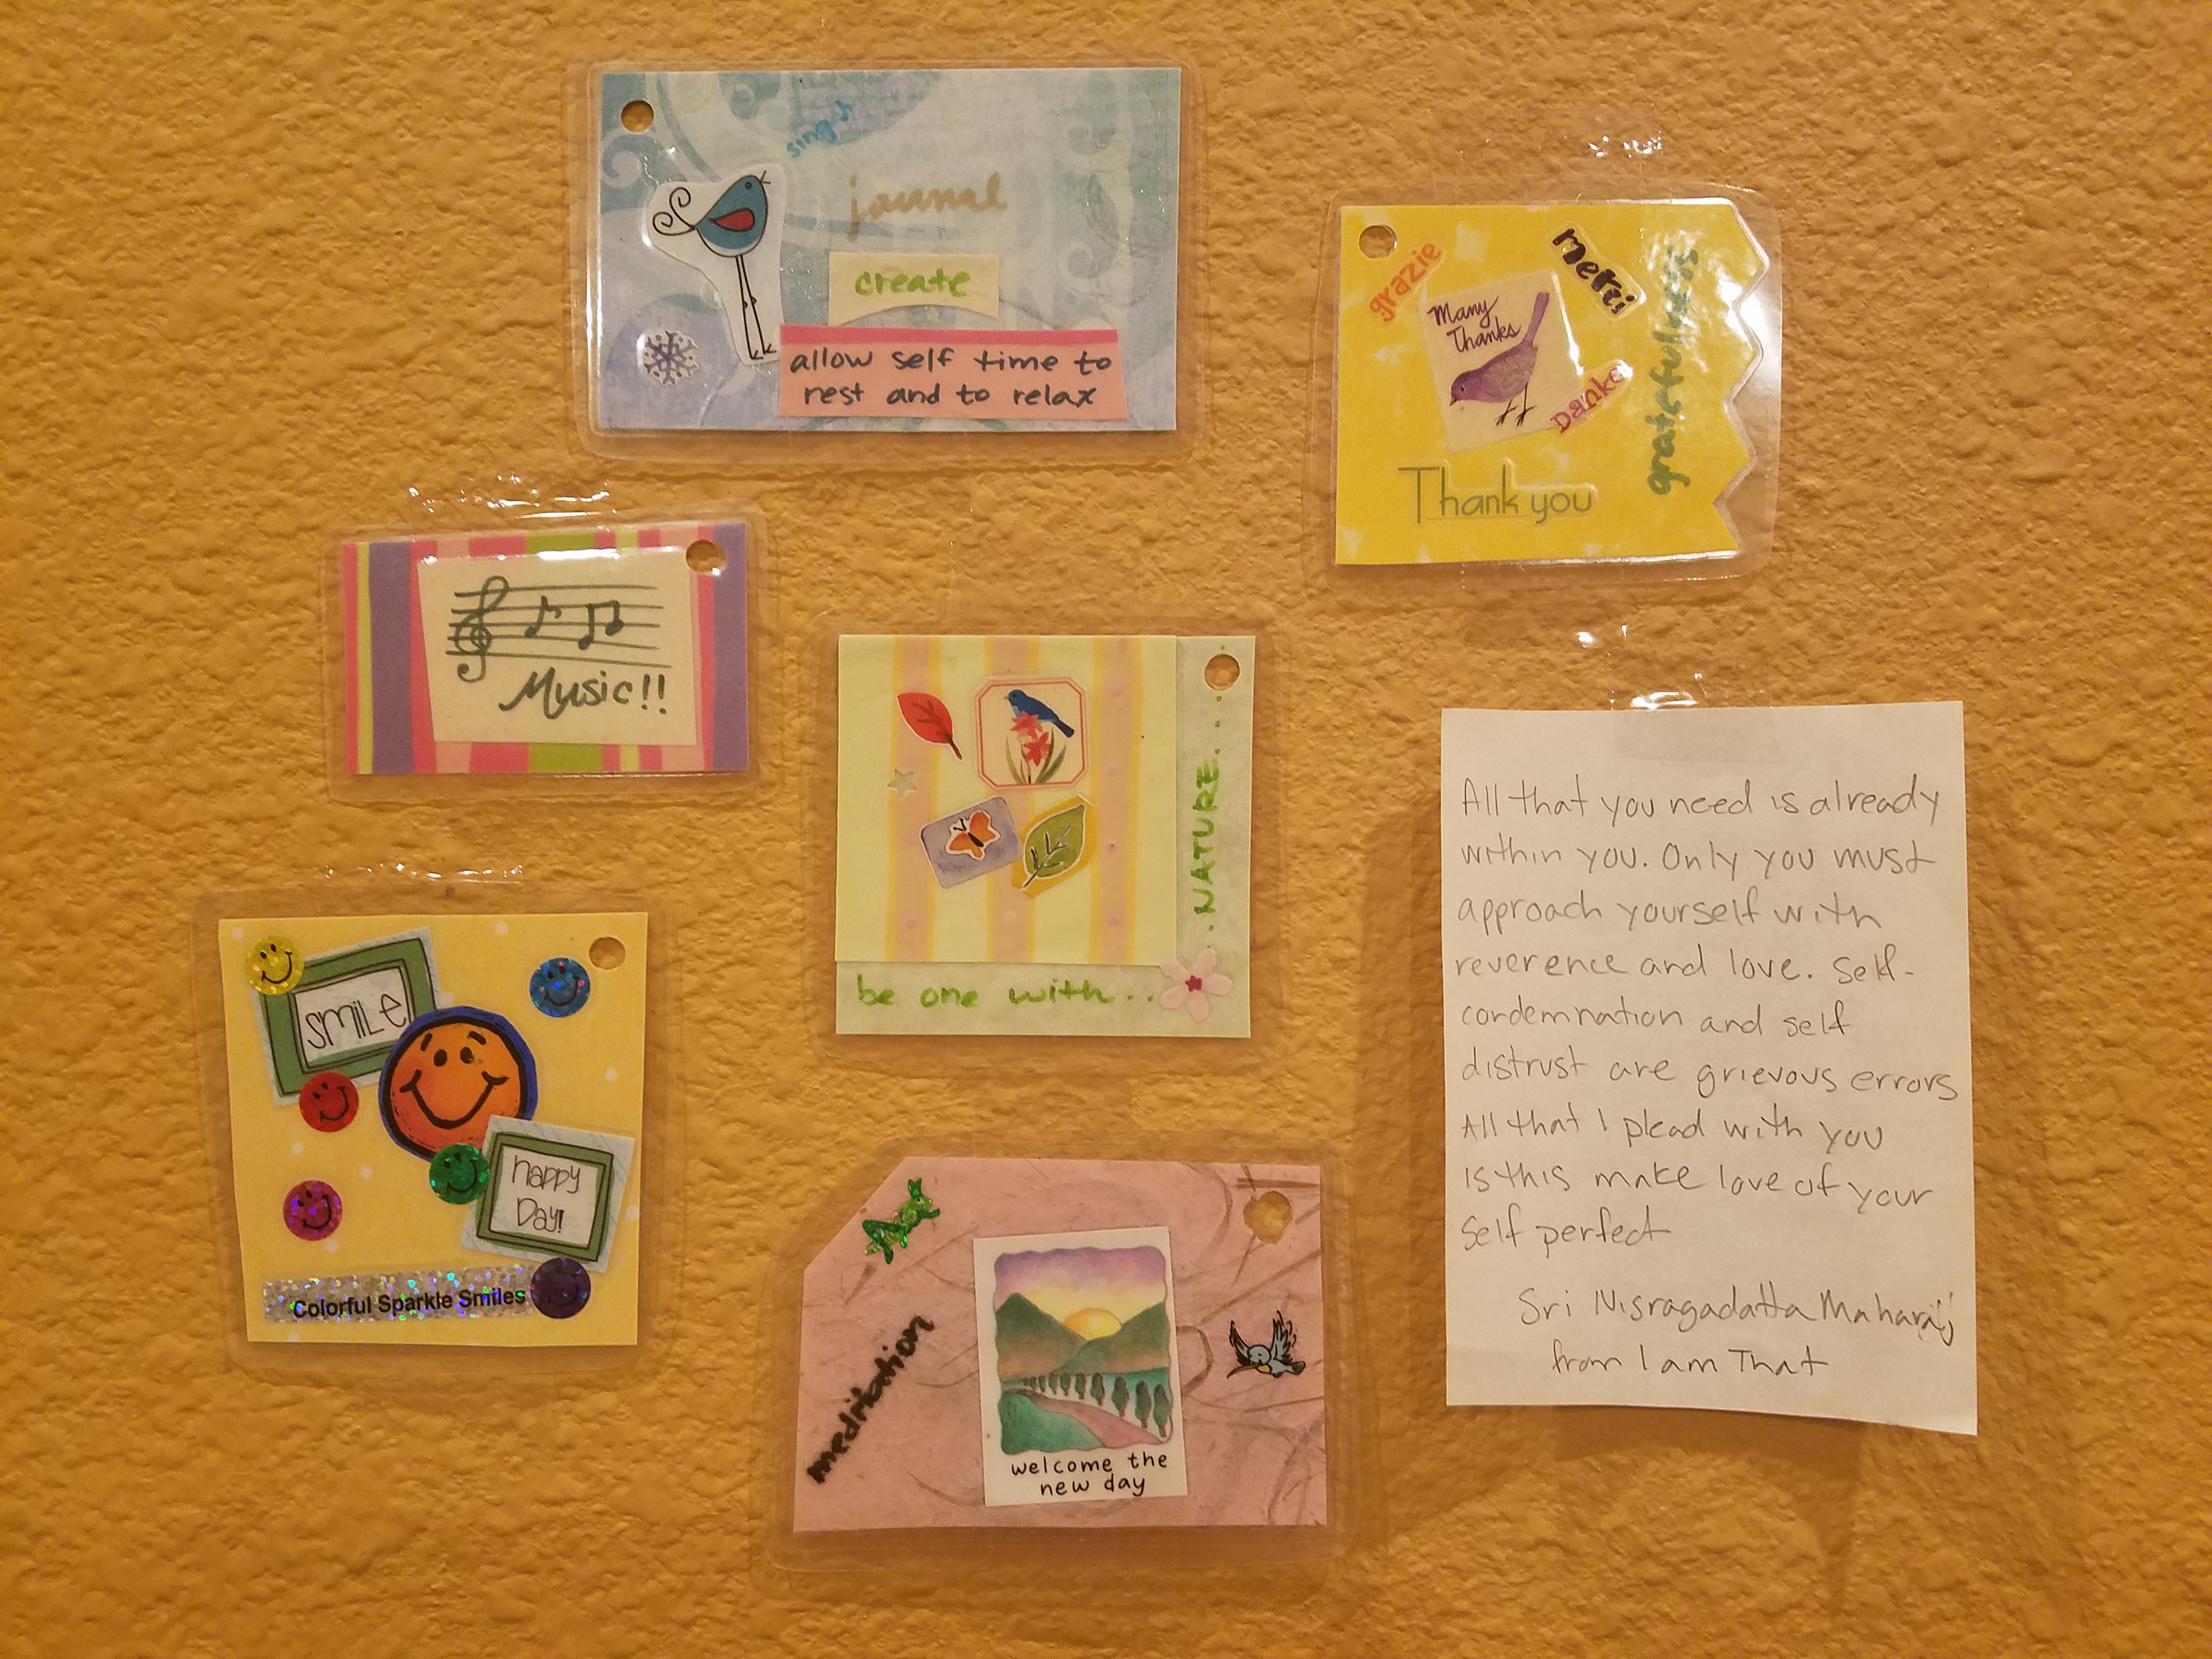 sing♪
journal
create
allow self time to
rest and to relax
grazie
merci
Many
Thanks
Danke
gratefulness
Thank you
Music!!
NATURE...
be one with...
SMILE
HAPPY
DAY!
Colorful Sparkle Smiles
meditation
welcome the
new day
All that you need is already
within you. Only you must
approach yourself with
reverence and love. Self-
condemnation and self
distrust are grievous errors
All that I plead with you
is this make love of your
self perfect
Sri Nisragadatta Maharaj
from I am That